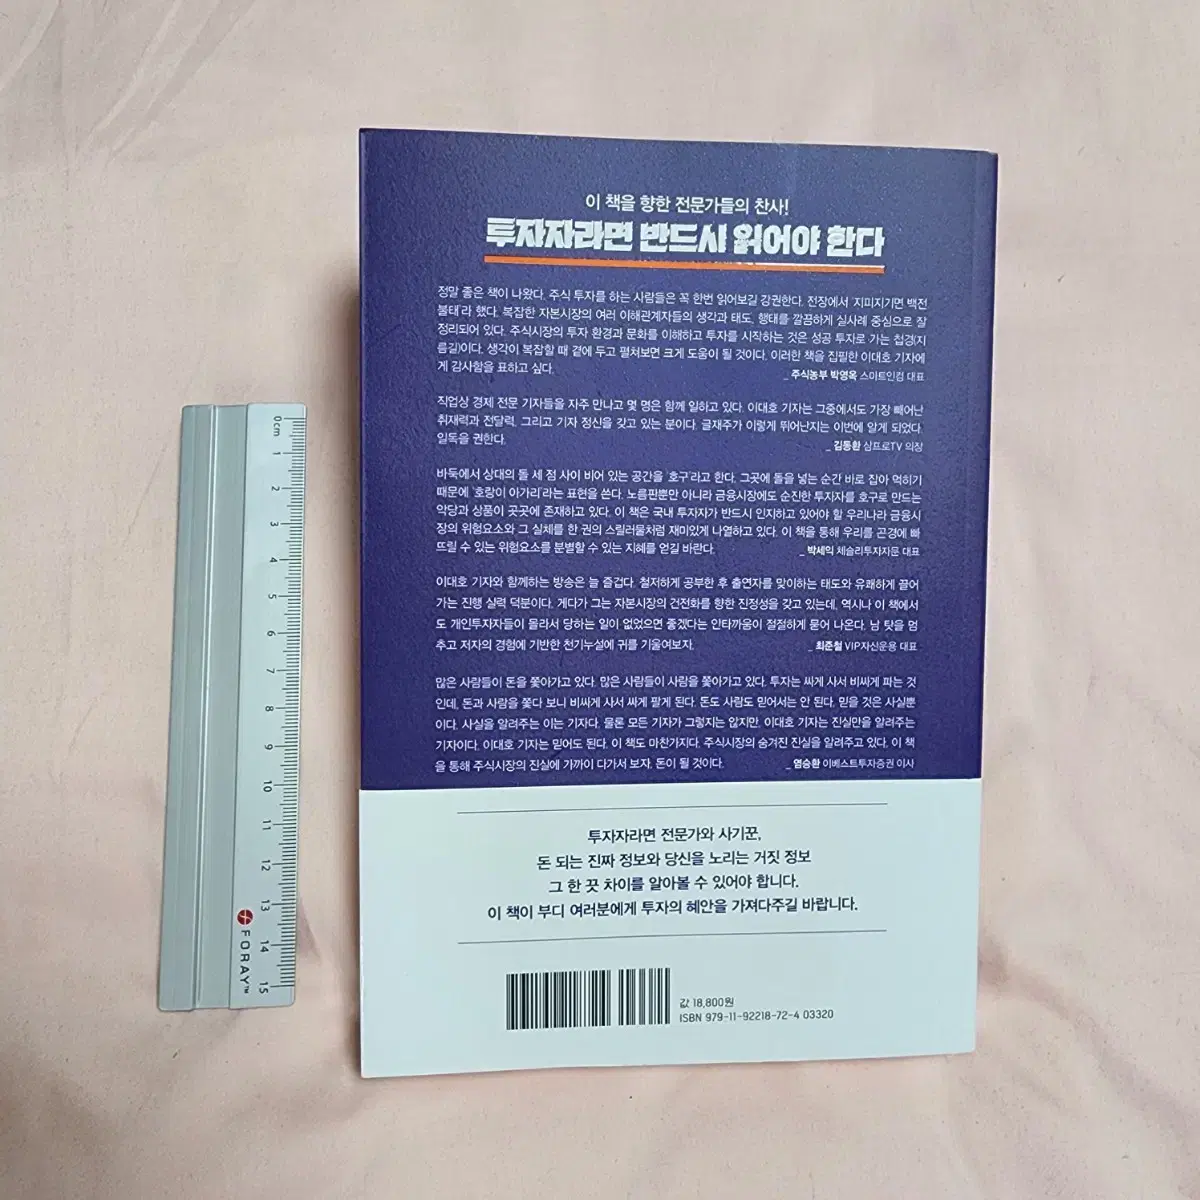 이 책을 향한 전문가들의 찬사!
투자자라면 반드시 읽어야 한다
정말 좋은 책이 나왔다. 주식 투자를 하는 사람들은 꼭 한번 읽어보길 강권한다. 전장에서 '지피지기면 백전
불태'라 했다. 복잡한 자본시장의 여러 이해관계자들의 생각과 태도, 행태를 깔끔하게 실사례 중심으로 잘
정리되어 있다. 주식시장의 투자 환경과 문화를 이해하고 투자를 시작하는 것은 성공 투자로 가는 첩경(지
름길)이다. 생각이 복잡할 때 곁에 두고 펼쳐보면 크게 도움이 될 것이다. 이러한 책을 집필한 이대호 기자에
게 감사함을 표하고 싶다.
_ 주식농부 박영옥 스마트인컴 대표
직업상 경제 전문 기자들을 자주 만나고 몇 명은 함께 일하고 있다. 이대호 기자는 그중에서도 가장 빼어난
취재력과 전달력, 그리고 기자 정신을 갖고 있는 분이다. 글재주가 이렇게 뛰어난지는 이번에 알게 되었다.
일독을 권한다.
_ 김동환 삼프로TV 의장
바둑에서 상대의 돌 세 점 사이 비어 있는 공간을 '호구'라고 한다. 그곳에 돌을 넣는 순간 바로 잡아 먹히기
때문에 '호랑이 아가리'라는 표현을 쓴다. 노름판뿐만 아니라 금융시장에도 순진한 투자자를 호구로 만드는
악당과 상품이 곳곳에 존재하고 있다. 이 책은 국내 투자자가 반드시 인지하고 있어야 할 우리나라 금융시
장의 위험요소와 그 실체를 한 권의 스릴러물처럼 재미있게 나열하고 있다. 이 책을 통해 우리를 곤경에 빠
뜨릴 수 있는 위험요소를 분별할 수 있는 지혜를 얻길 바란다.
_ 박세익 체슬리투자자문 대표
이대호 기자와 함께하는 방송은 늘 즐겁다. 철저하게 공부한 후 출연자를 맞이하는 태도와 유쾌하게 끌어
가는 진행 실력 덕분이다. 게다가 그는 자본시장의 건전화를 향한 진정성을 갖고 있는데, 역시나 이 책에서
도 개인투자자들이 몰라서 당하는 일이 없었으면 좋겠다는 안타까움이 절절하게 묻어 나온다. 남 탓을 멈
추고 저자의 경험에 기반한 천기누설에 귀를 기울여보자.
_ 최준철 VIP자산운용 대표
많은 사람들이 돈을 쫓아가고 있다. 많은 사람들이 사람을 쫓아가고 있다. 투자는 싸게 사서 비싸게 파는 것
인데, 돈과 사람을 쫓다 보니 비싸게 사서 싸게 팔게 된다. 돈도 사람도 믿어서는 안 된다. 믿을 것은 사실뿐
이다. 사실을 알려주는 이는 기자다. 물론 모든 기자가 그렇지는 않지만, 이대호 기자는 진실만을 알려주는
기자이다. 이대호 기자는 믿어도 된다. 이 책도 마찬가지다. 주식시장의 숨겨진 진실을 알려주고 있다. 이 책
을 통해 주식시장의 진실에 가까이 다가서 보자. 돈이 될 것이다.
_ 염승환 이베스트투자증권 이사
투자자라면 전문가와 사기꾼,
돈 되는 진짜 정보와 당신을 노리는 거짓 정보
그 한 끗 차이를 알아볼 수 있어야 합니다.
이 책이 부디 여러분에게 투자의 혜안을 가져다주길 바랍니다.
값 18,800원
ISBN 979-11-92218-72-4 03320
0cm 1 2 3 4 5 6 7 8 9 10 11 12 13 14 15
FORAY™